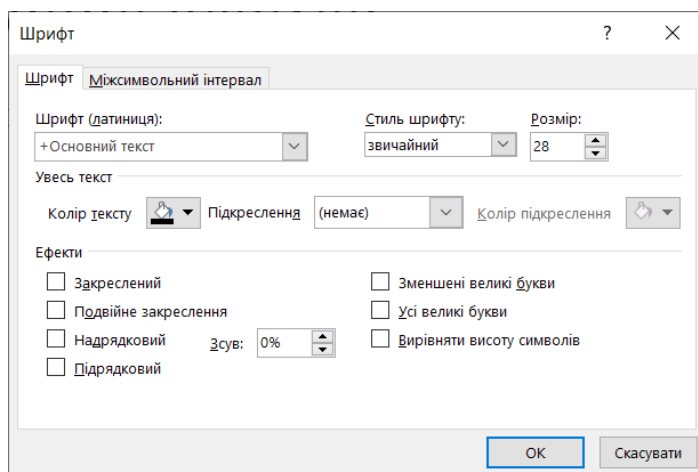 Шрифт ?
Шрифт Міжсимвольний інтервал
Шрифт (латиниця): Стиль шрифту: Розмір:
+Основний текст звичайний 28
Увесь текст
Колір тексту Підкреслення (немає) Колір підкреслення
Ефекти
Закреслений Зменшені великі букви
Подвійне закреслення Усі великі букви
Надрядковий Зсув: 0% Вирівняти висоту символів
Підрядковий
ОК Скасувати